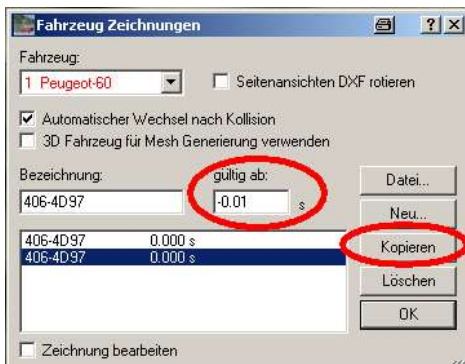 Fahrzeug Zeichnungen
Fahrzeug:
1 Peugeot-60
Seitenansichten DXF rotieren
Automatischer Wechsel nach Kollision
3D Fahrzeug für Mesh Generierung verwenden
Bezeichnung:
gültig ab:
406-4D97
-0.01 s
Datei...
Neu...
406-4D97 0.000 s
406-4D97 0.000 s
Kopieren
Löschen
OK
Zeichnung bearbeiten